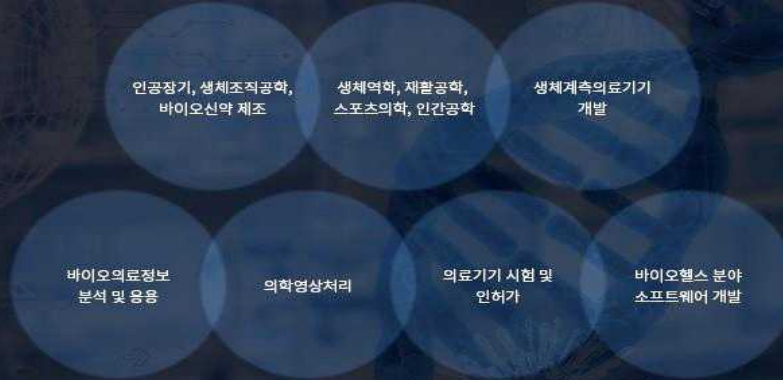 인공장기, 생체조직공학,
바이오신약 제조
생체역학, 재활공학,
스포츠의학, 인간공학
생체계측의료기기
개발
바이오의료정보
분석 및 응용
의학영상처리
의료기기 시험 및
인허가
바이오헬스 분야
소프트웨어 개발